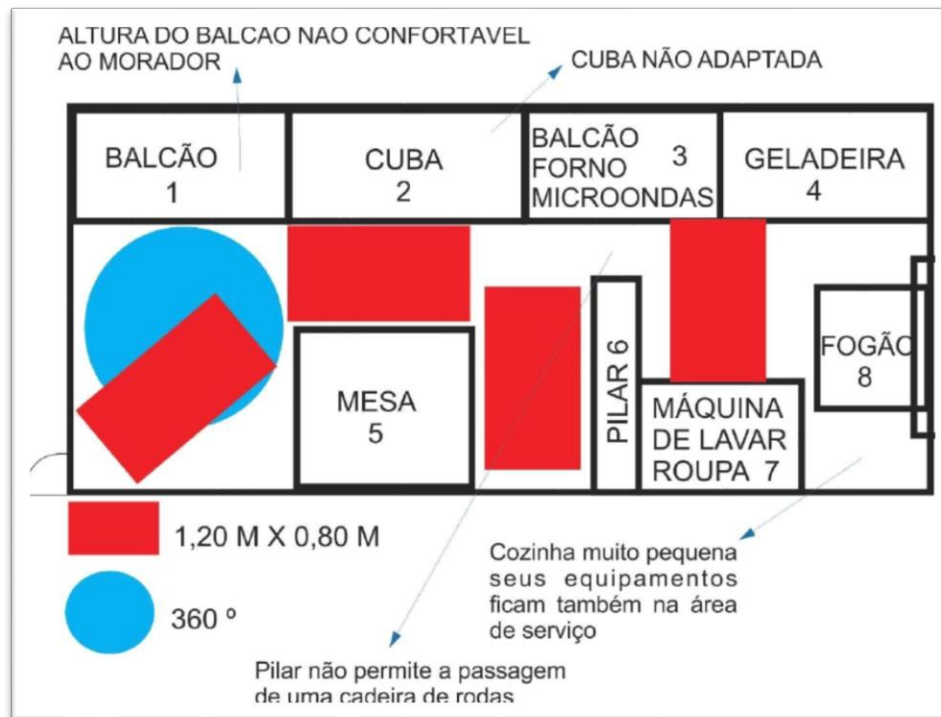 ALTURA DO BALCAO NAO CONFORTAVEL
AO MORADOR
CUBA NÃO ADAPTADA
BALCÃO
1
CUBA
2
BALCÃO 3
FORNO
MICROONDAS
GELADEIRA
4
MESA
5
PILAR 6
MÁQUINA
DE LAVAR
ROUPA 7
FOGÃO
8
1,20 M X 0,80 M
360 º
Cozinha muito pequena
seus equipamentos
ficam também na área
de serviço
Pilar não permite a passagem
de uma cadeira de rodas